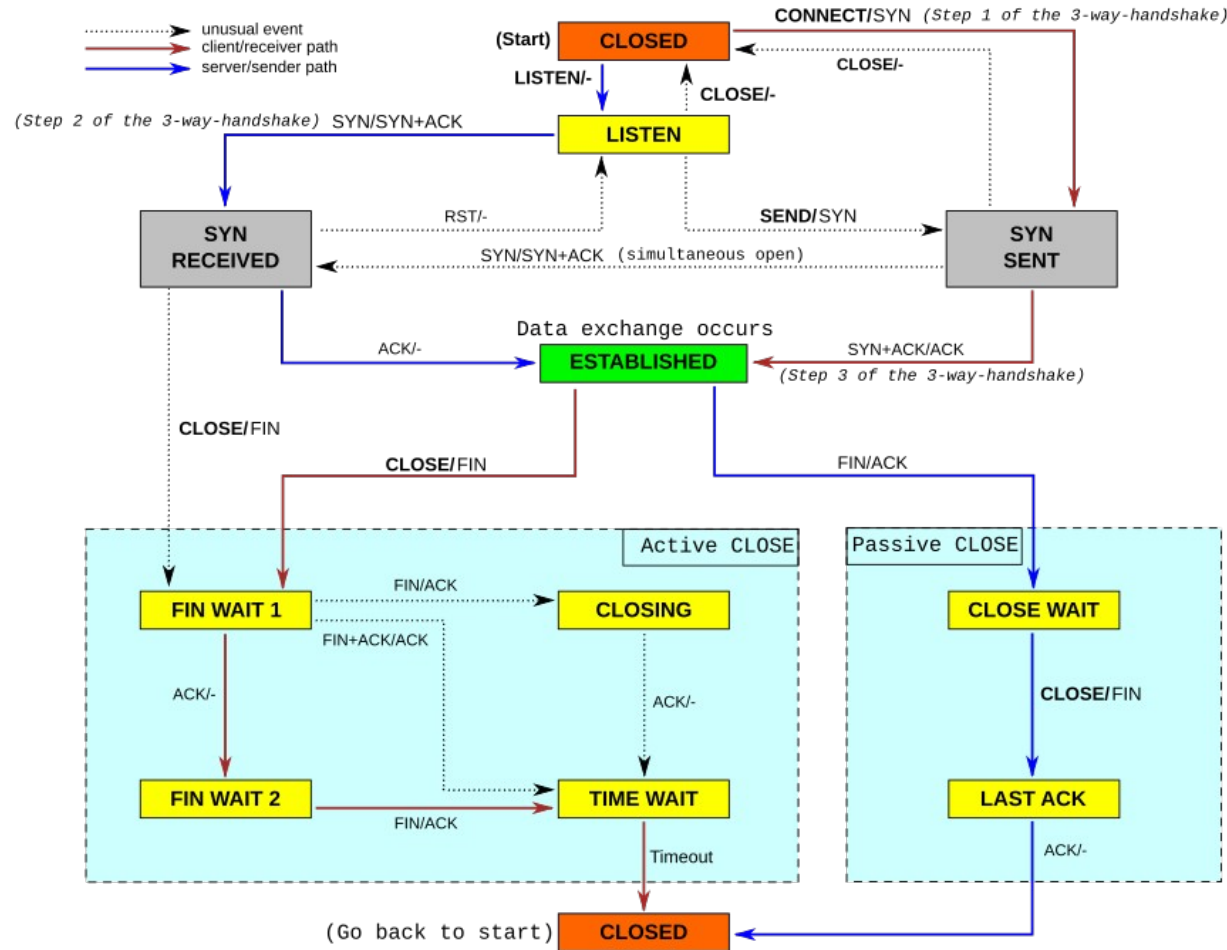 CONNECT/SYN (Step 1 of the 3-way-handshake)
unusual event
client/receiver path
server/sender path
(Start)
CLOSED
CLOSE/-
LISTEN/-
CLOSE/-
(Step 2 of the 3-way-handshake) SYN/SYN+ACK
LISTEN
RST/-
SEND/SYN
SYN
RECEIVED
SYN
SENT
SYN/SYN+ACK (simultaneous open)
Data exchange occurs
ACK/-
ESTABLISHED
SYN+ACK/ACK
(Step 3 of the 3-way-handshake)
CLOSE/FIN
CLOSE/FIN
FIN/ACK
Active CLOSE
Passive CLOSE
FIN WAIT 1
FIN/ACK
CLOSING
CLOSE WAIT
FIN+ACK/ACK
ACK/-
ACK/-
CLOSE/FIN
FIN WAIT 2
TIME WAIT
LAST ACK
FIN/ACK
Timeout
ACK/-
(Go back to start)
CLOSED